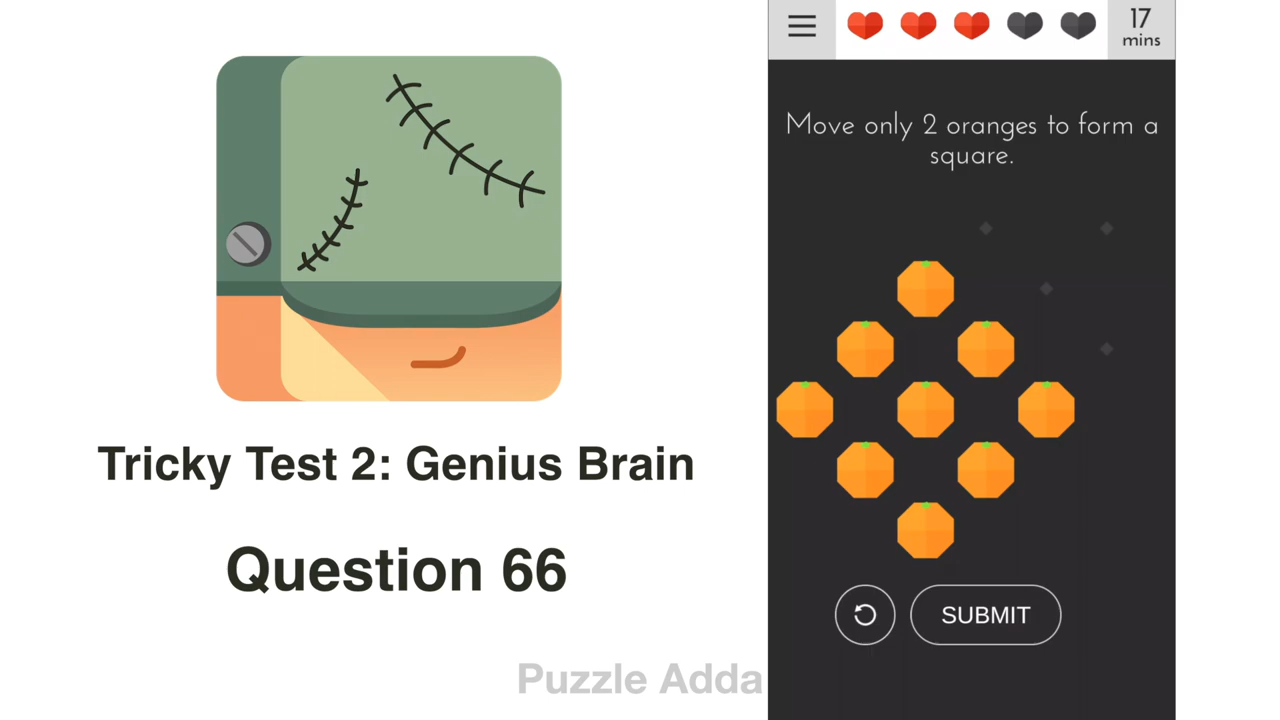 Tricky Test 2: Genius Brain
Question 66
Puzzle Adda
17
mins
Move only 2 oranges to form a
square.
SUBMIT